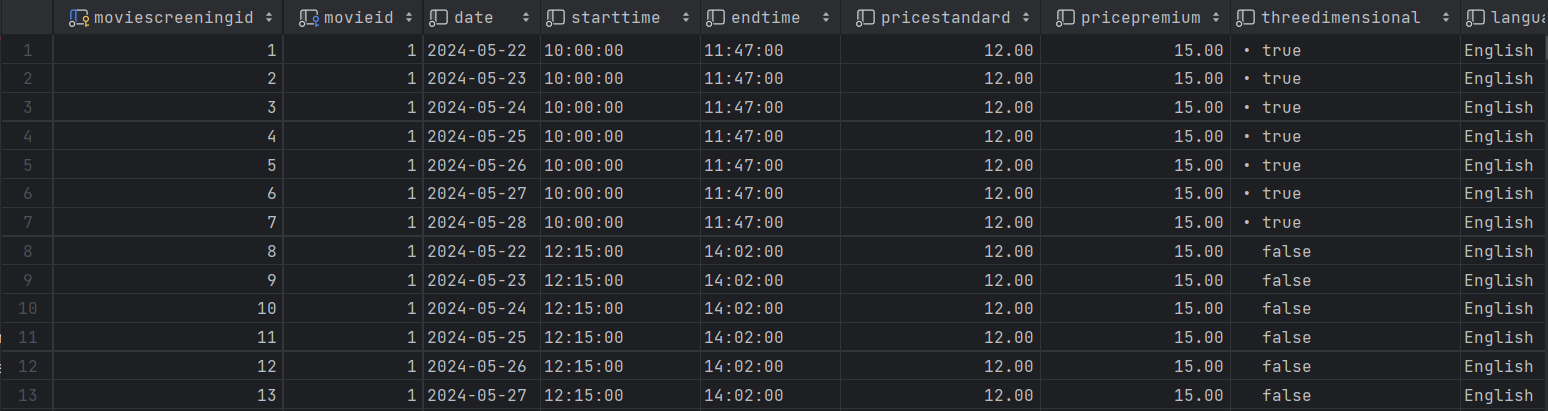 moviescreeningid movieid date starttime endtime pricestandard pricepremium threedimensional langu
1 1 1 2024-05-22 10:00:00 11:47:00 12.00 15.00 • true English
2 2 1 2024-05-23 10:00:00 11:47:00 12.00 15.00 • true English
3 3 1 2024-05-24 10:00:00 11:47:00 12.00 15.00 • true English
4 4 1 2024-05-25 10:00:00 11:47:00 12.00 15.00 • true English
5 5 1 2024-05-26 10:00:00 11:47:00 12.00 15.00 • true English
6 6 1 2024-05-27 10:00:00 11:47:00 12.00 15.00 • true English
7 7 1 2024-05-28 10:00:00 11:47:00 12.00 15.00 • true English
8 8 1 2024-05-22 12:15:00 14:02:00 12.00 15.00 false English
9 9 1 2024-05-23 12:15:00 14:02:00 12.00 15.00 false English
10 10 1 2024-05-24 12:15:00 14:02:00 12.00 15.00 false English
11 11 1 2024-05-25 12:15:00 14:02:00 12.00 15.00 false English
12 12 1 2024-05-26 12:15:00 14:02:00 12.00 15.00 false English
13 13 1 2024-05-27 12:15:00 14:02:00 12.00 15.00 false English